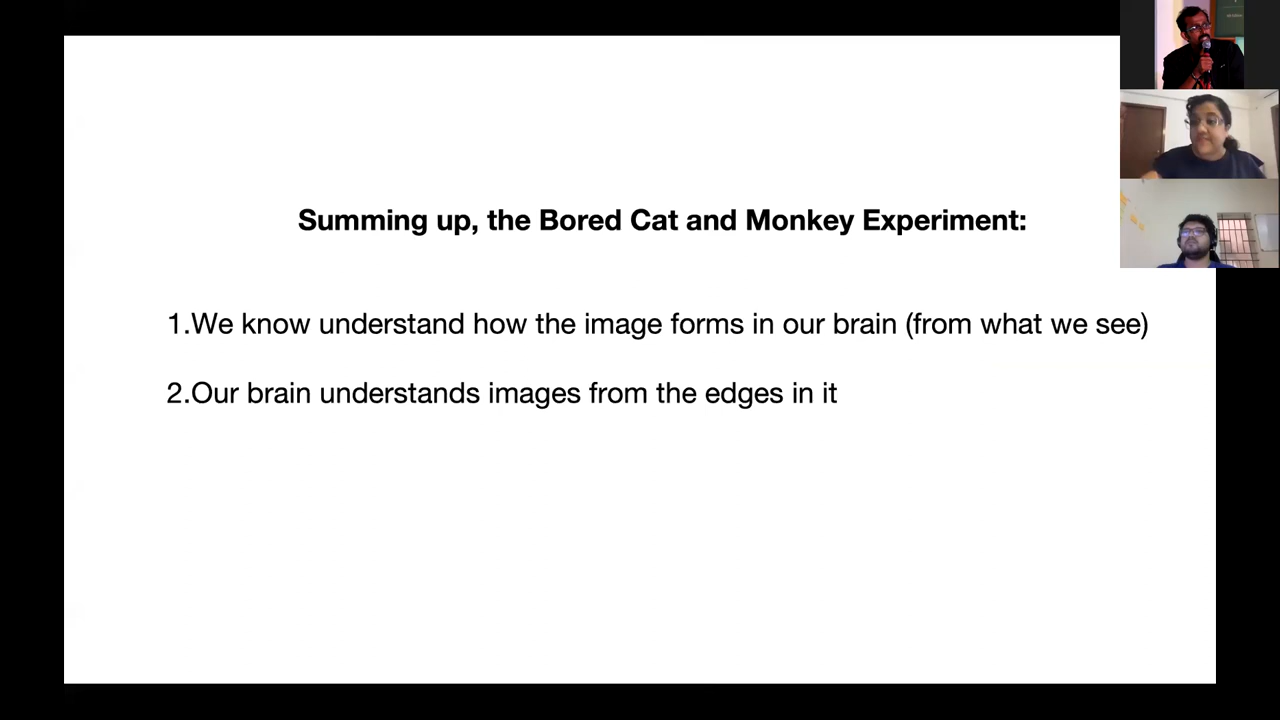 Summing up, the Bored Cat and Monkey Experiment:
1.We know understand how the image forms in our brain (from what we see)
2.Our brain understands images from the edges in it